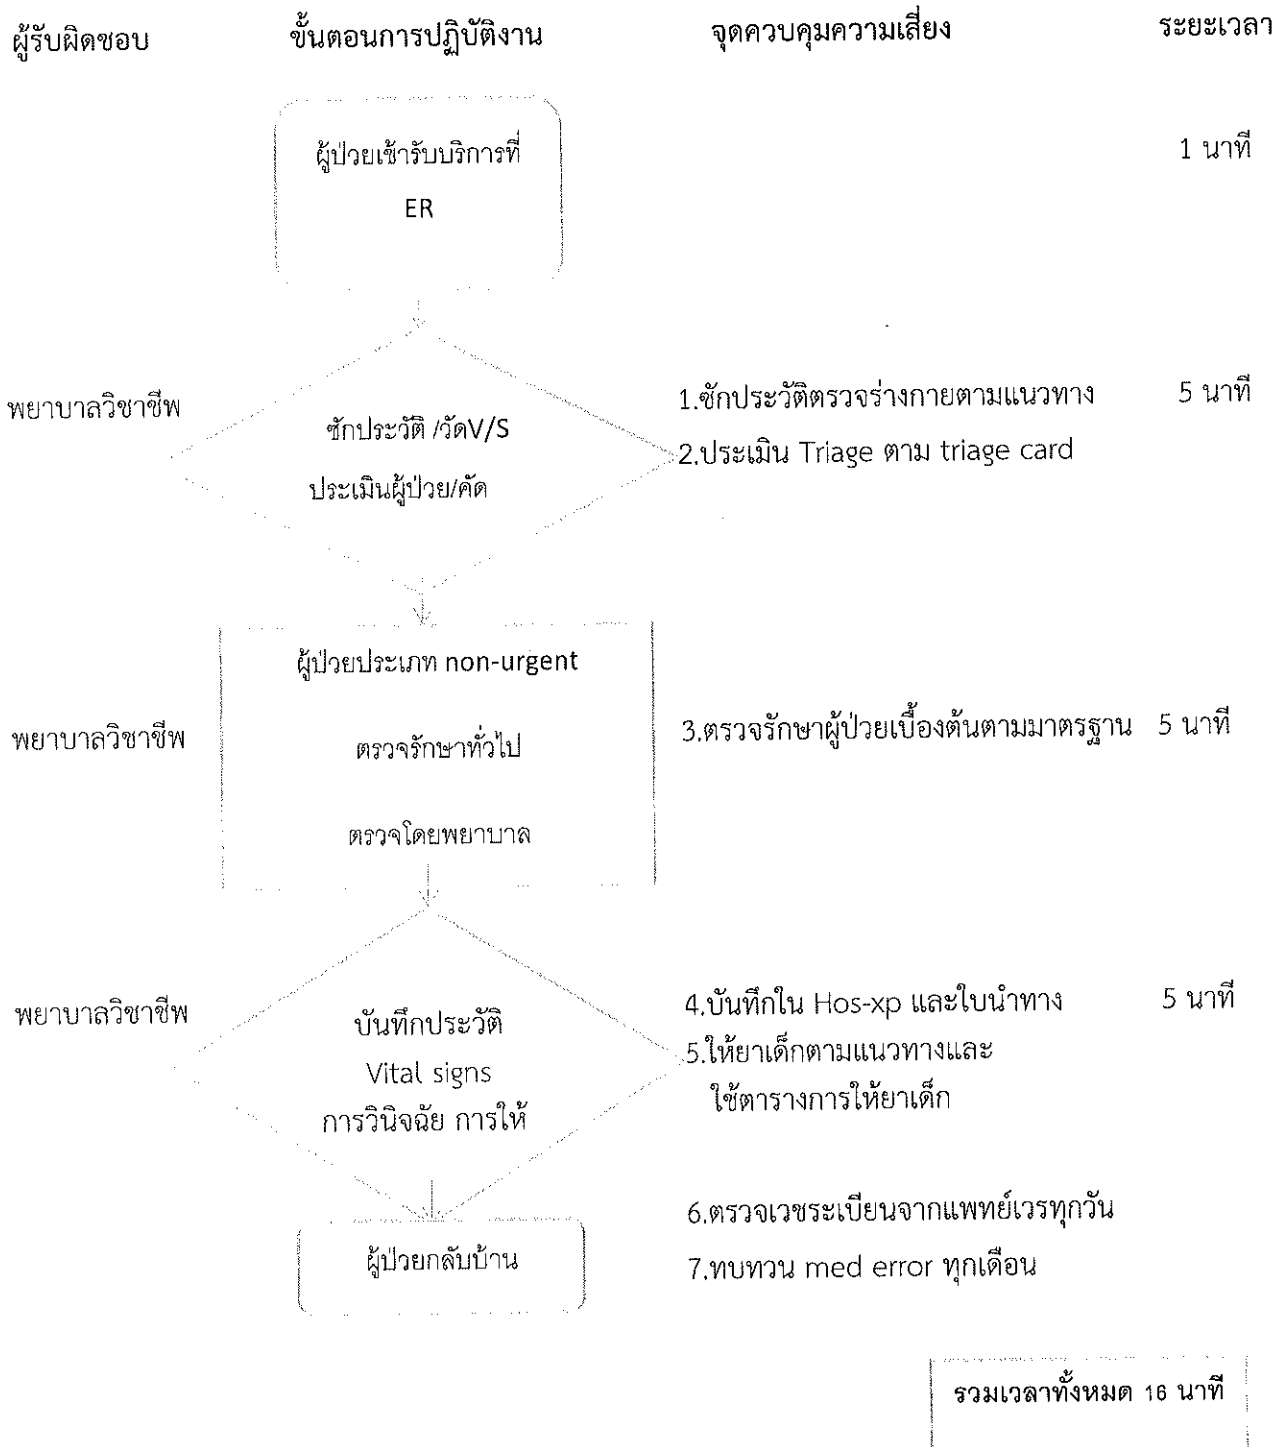 ผู้รับผิดชอบ ขั้นตอนการปฏิบัติงาน จุดควบคุมความเสี่ยง ระยะเวลา
ผู้ป่วยเข้ารับบริการที่
ER
1 นาที
พยาบาลวิชาชีพ
ซักประวัติ /วัดV/S
ประเมินผู้ป่วย/คัด
1.ซักประวัติตรวจร่างกายตามแนวทาง 5 นาที
2.ประเมิน Triage ตาม triage card
ผู้ป่วยประเภท non-urgent
พยาบาลวิชาชีพ
ตรวจรักษาทั่วไป
ตรวจโดยพยาบาล
3.ตรวจรักษาผู้ป่วยเบื้องต้นตามมาตรฐาน 5 นาที
พยาบาลวิชาชีพ
บันทึกประวัติ
Vital signs
การวินิจฉัย การให้
4.บันทึกใน Hos-xp และใบนำทาง 5 นาที
5.ให้ยาเด็กตามแนวทางและ
ใช้ตารางการให้ยาเด็ก
ผู้ป่วยกลับบ้าน
6.ตรวจเวชระเบียนจากแพทย์เวรทุกวัน
7.ทบทวน med error ทุกเดือน
รวมเวลาทั้งหมด 16 นาที